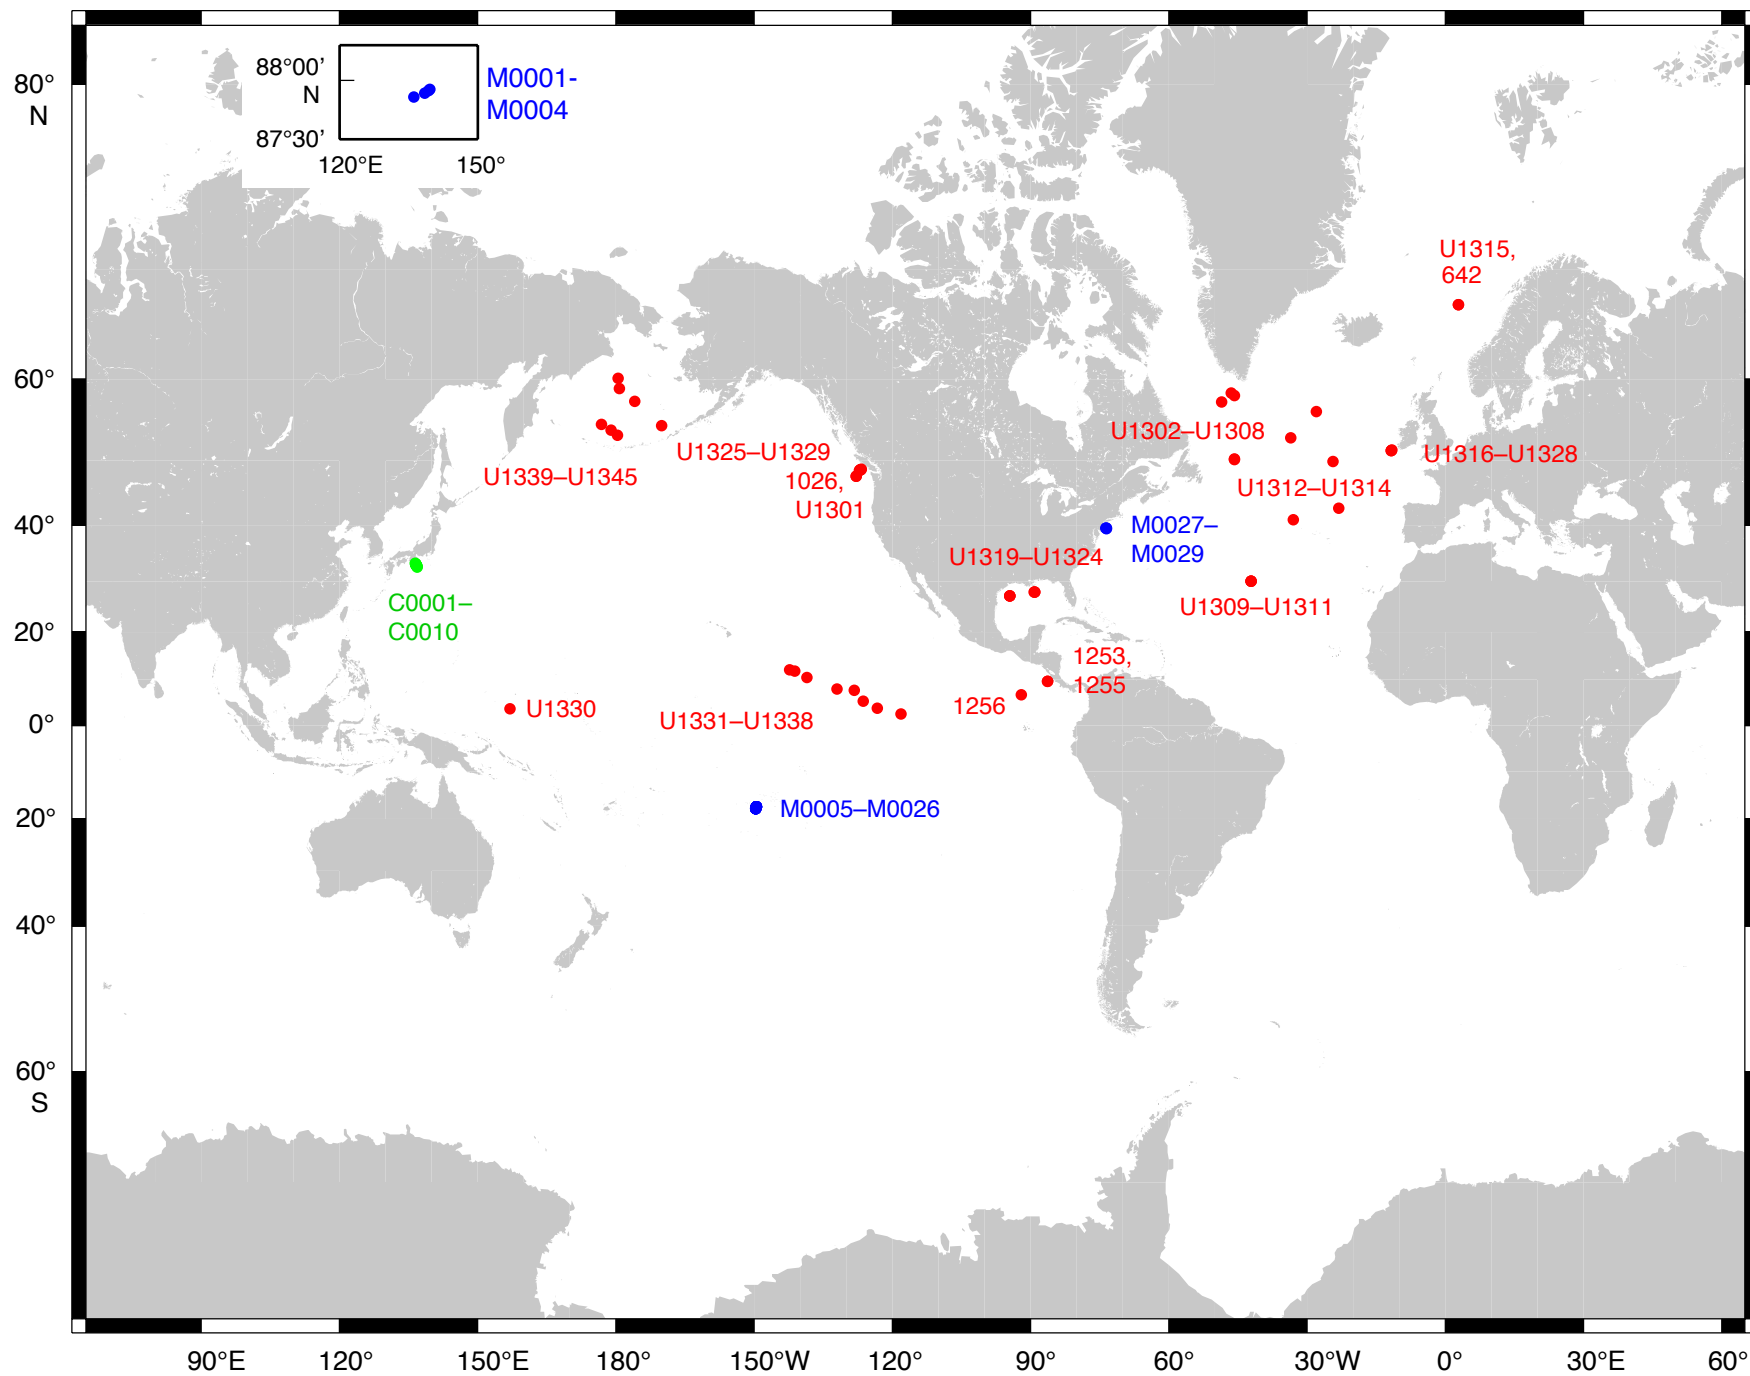 88°00'
N
87°30'
120°E 150°
M0001-
M0004
80°
N
60°
40°
20°
0°
20°
40°
60°
S
U1315,
642
U1302–U1308
U1316–U1328
U1325–U1329
U1339–U1345
1026,
U1301
U1312–U1314
M0027–
M0029
U1319–U1324
C0001–
C0010
U1309–U1311
1253,
1255
1256
U1330
U1331–U1338
M0005–M0026
90°E 120° 150°E 180° 150°W 120° 90° 60° 30°W 0° 30°E 60°